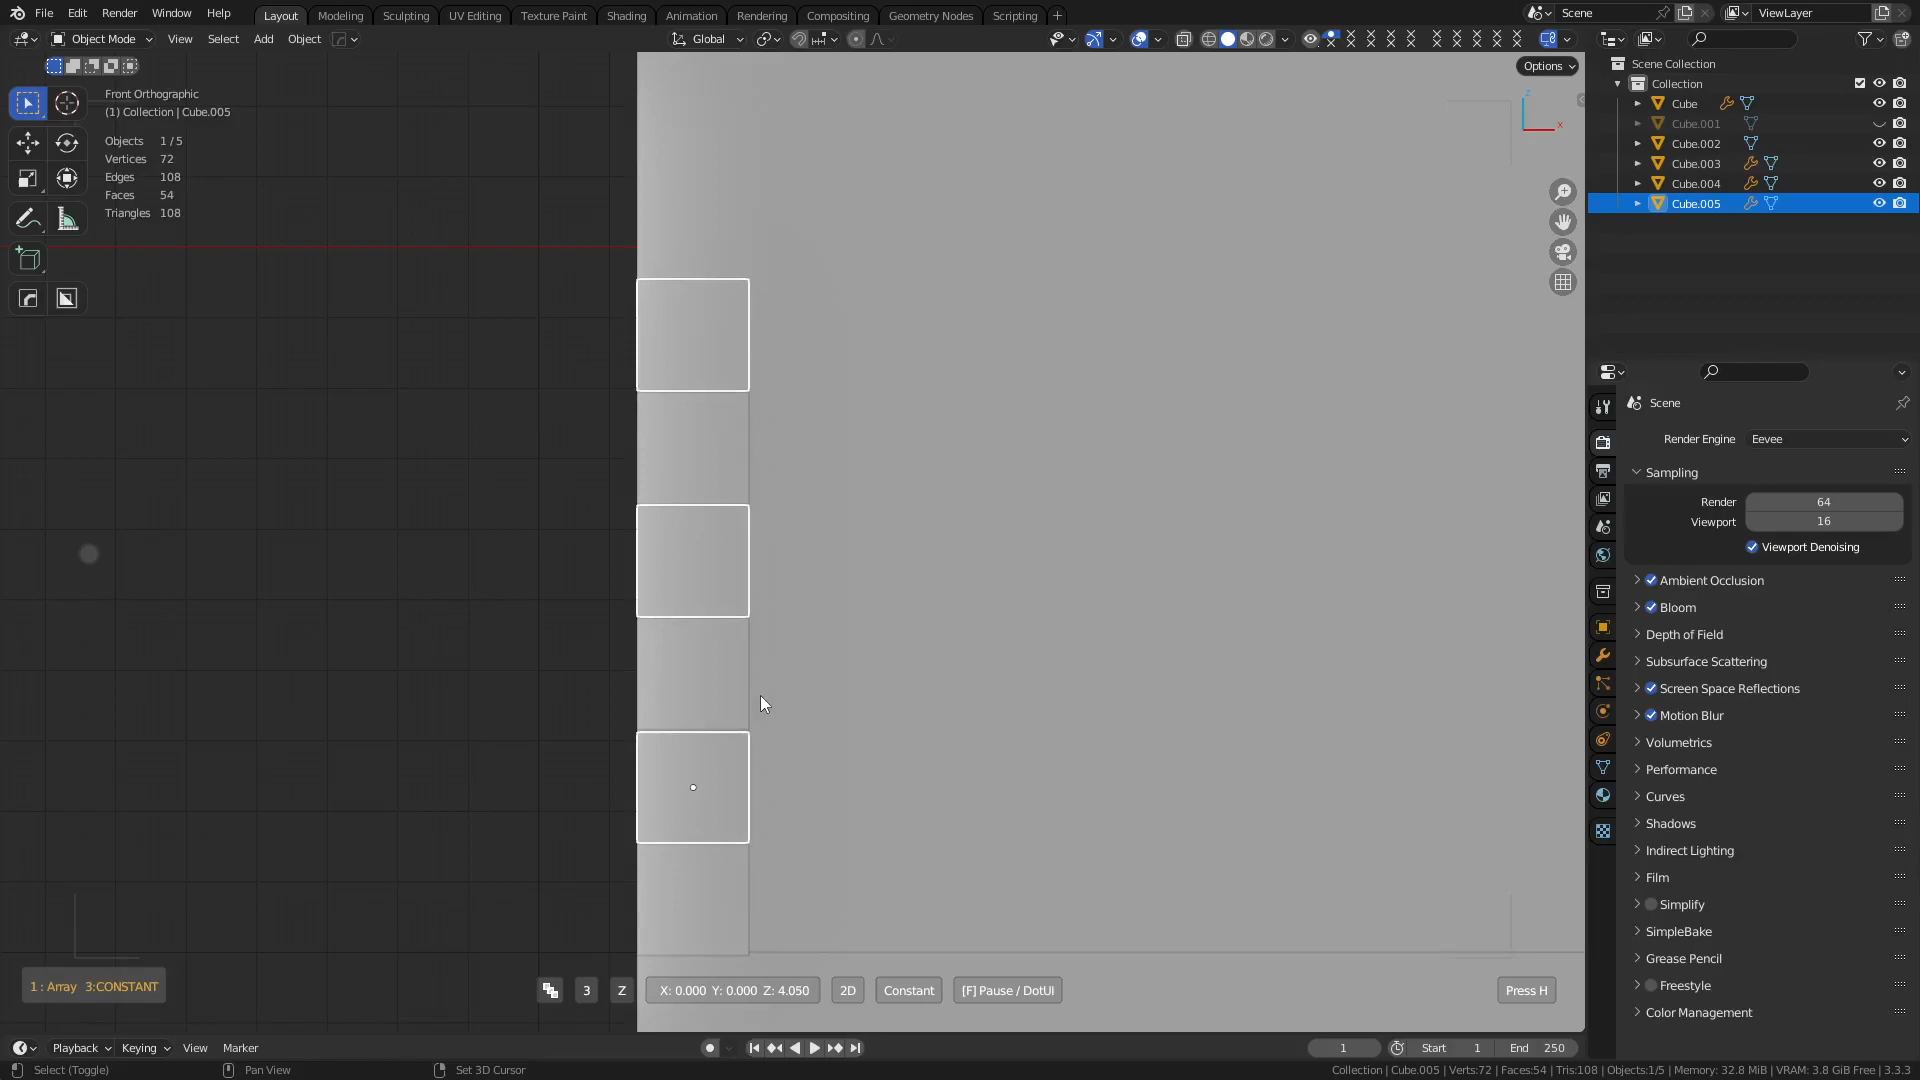 File Edit Render Window Help Layout Modeling Sculpting UV Editing Texture Paint Shading Animation Rendering Compositing Geometry Nodes Scripting + Scene ViewLayer
Object Mode View Select Add Object Global
Options
Front Orthographic
(1) Collection | Cube.005
Objects 1/5
Vertices 72
Edges 108
Faces 54
Triangles 108
z
x
Scene Collection
Collection
Cube
Cube.001
Cube.002
Cube.003
Cube.004
Cube.005
Scene
Render Engine Eevee
Sampling
Render 64
Viewport 16
Viewport Denoising
Ambient Occlusion
Bloom
Depth of Field
Subsurface Scattering
Screen Space Reflections
Motion Blur
Volumetrics
Performance
Curves
Shadows
Indirect Lighting
Film
Simplify
SimpleBake
Grease Pencil
Freestyle
Color Management
1 : Array 3:CONSTANT
3 Z X: 0.000 Y: 0.000 Z: 4.050 2D Constant [F] Pause / DotUI Press H
Playback Keying View Marker 1 Start 1 End 250
Select (Toggle) Pan View Set 3D Cursor Collection | Cube.005 | Verts:72 | Faces:54 | Tris:108 | Objects:1/5 | Memory: 32.8 MiB | VRAM: 3.8 GiB Free | 3.3.3